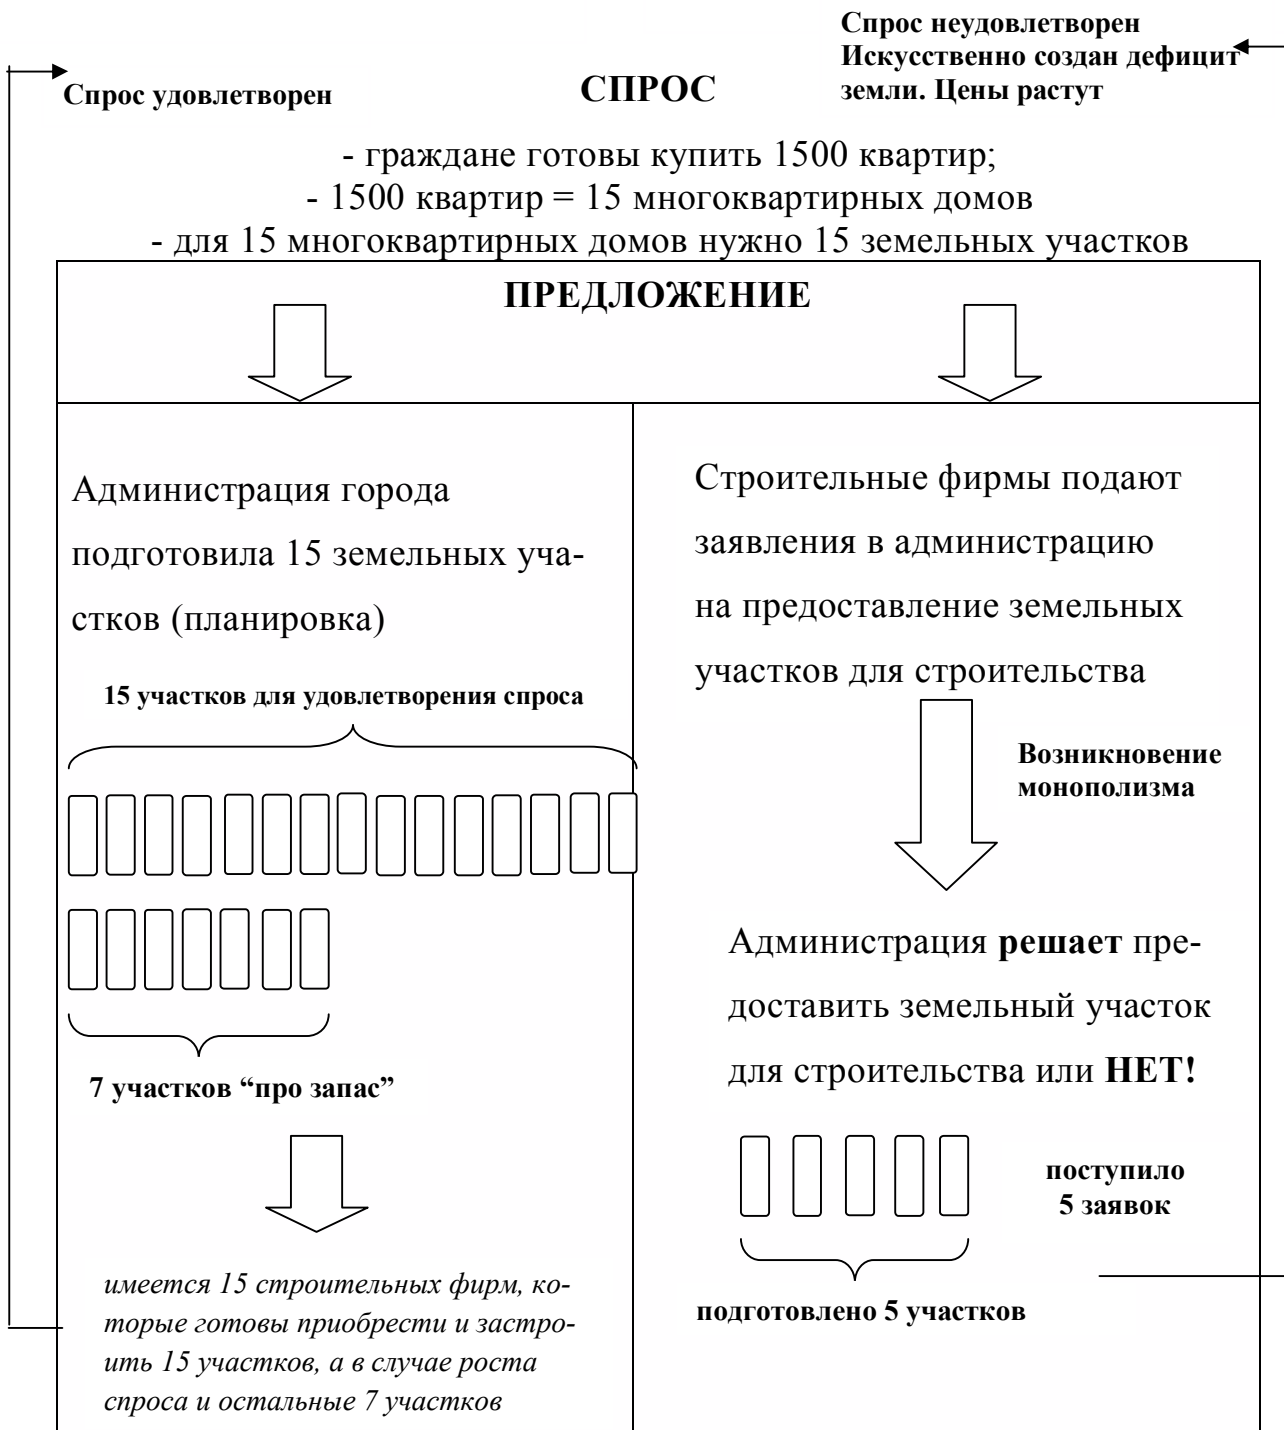 Спрос неудовлетворен
Искусственно создан дефицит
земли. Цены растут
Спрос удовлетворен
СПРОС
- граждане готовы купить 1500 квартир;
- 1500 квартир = 15 многоквартирных домов
- для 15 многоквартирных домов нужно 15 земельных участков
ПРЕДЛОЖЕНИЕ
Администрация города
подготовила 15 земельных уча-
стков (планировка)
15 участков для удовлетворения спроса
7 участков “про запас”
имеется 15 строительных фирм, ко-
торые готовы приобрести и застро-
ить 15 участков, а в случае роста
спроса и остальные 7 участков
Строительные фирмы подают
заявления в администрацию
на предоставление земельных
участков для строительства
Возникновение
монополизма
Администрация решает пре-
доставить земельный участок
для строительства или НЕТ!
поступило
5 заявок
подготовлено 5 участков